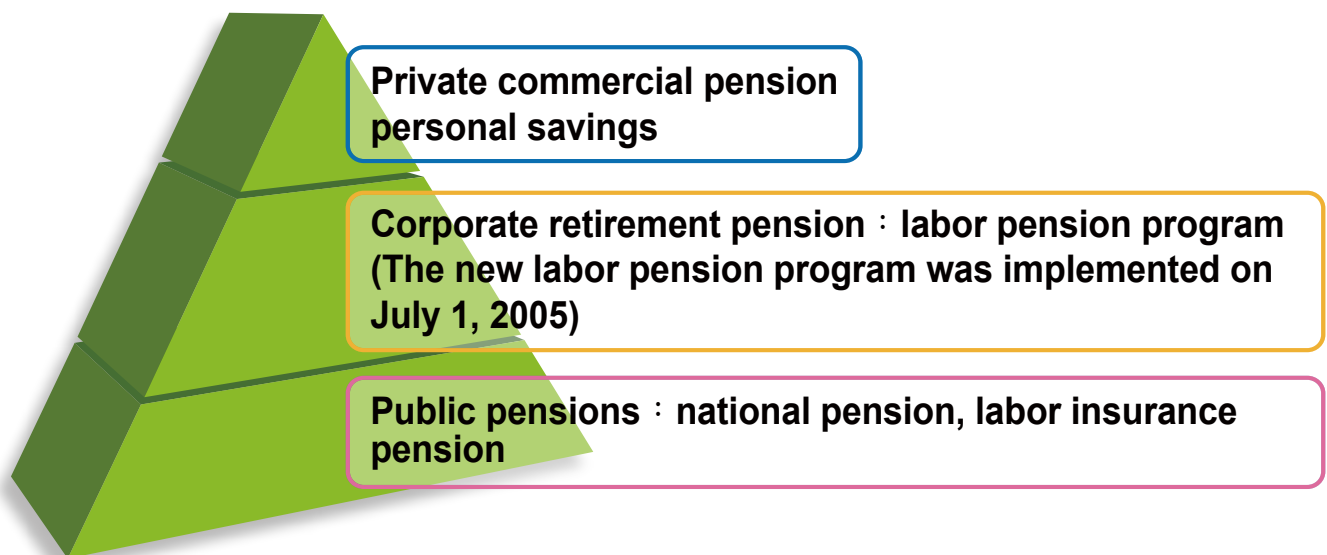 Private commercial pension
personal savings
Corporate retirement pension：labor pension program
(The new labor pension program was implemented on
July 1, 2005)
Public pensions：national pension, labor insurance
pension